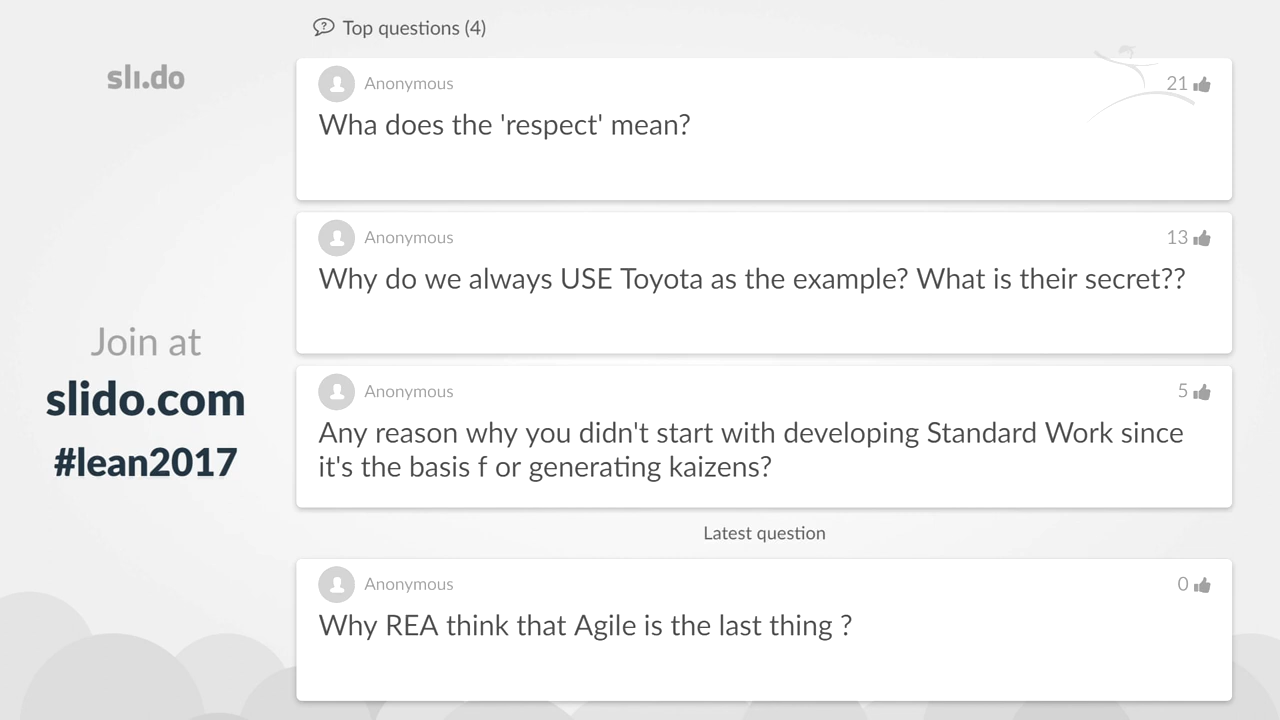 Top questions (4)
sli.do
Anonymous
21
Wha does the 'respect' mean?
Anonymous
13
Why do we always USE Toyota as the example? What is their secret??
Join at
slido.com
#lean2017
Anonymous
5
Any reason why you didn't start with developing Standard Work since
it's the basis f or generating kaizens?
Latest question
Anonymous
0
Why REA think that Agile is the last thing ?